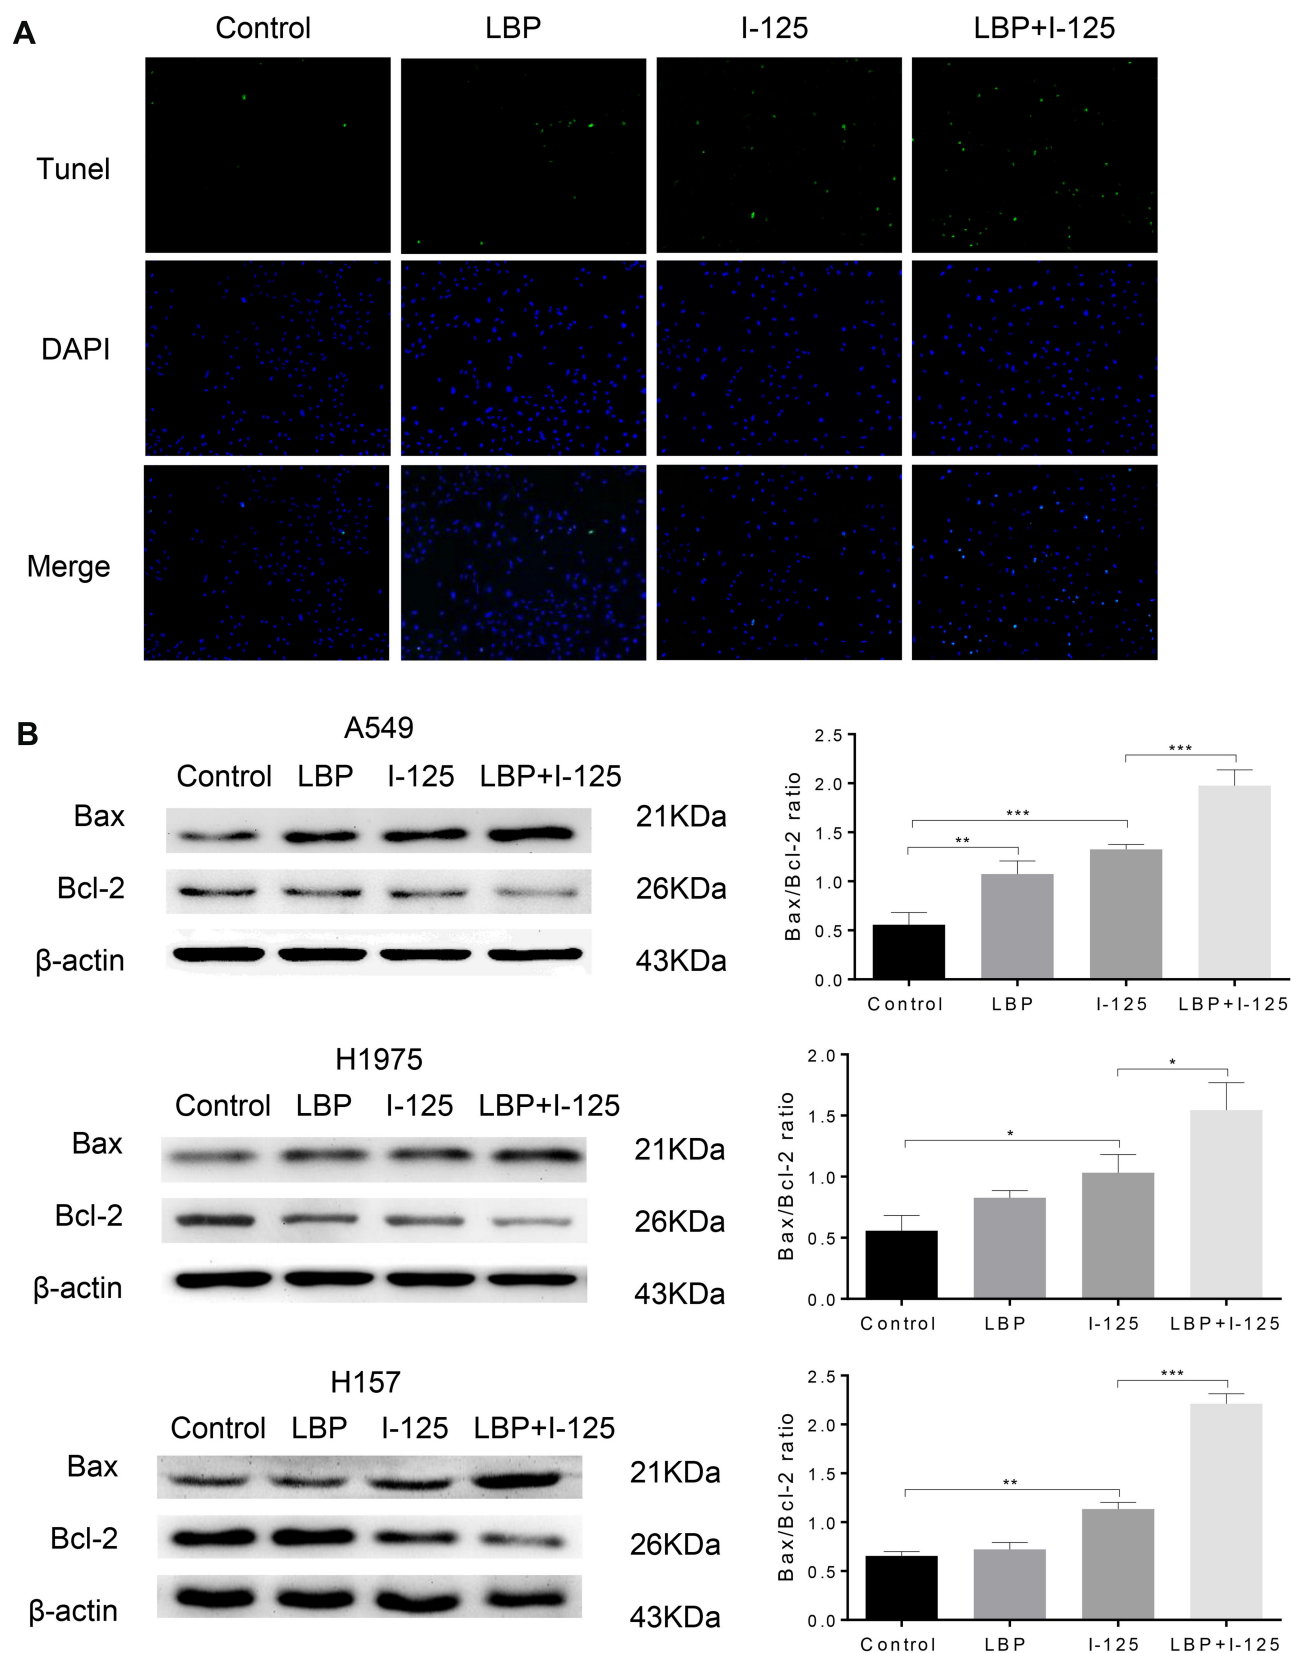 A
Control LBP I-125 LBP+I-125
Tunel
DAPI
Merge
B
A549
Control LBP I-125 LBP+I-125
Bax 21KDa
Bcl-2 26KDa
β-actin 43KDa
Bax/Bcl-2 ratio
2.5
2.0
1.5
1.0
0.5
0.0
***
***
**
Control LBP I-125 LBP+I-125
H1975
Control LBP I-125 LBP+I-125
Bax 21KDa
Bcl-2 26KDa
β-actin 43KDa
Bax/Bcl-2 ratio
2.0
1.5
1.0
0.5
0.0
*
*
Control LBP I-125 LBP+I-125
H157
Control LBP I-125 LBP+I-125
Bax 21KDa
Bcl-2 26KDa
β-actin 43KDa
Bax/Bcl-2 ratio
2.5
2.0
1.5
1.0
0.5
0.0
***
**
Control LBP I-125 LBP+I-125